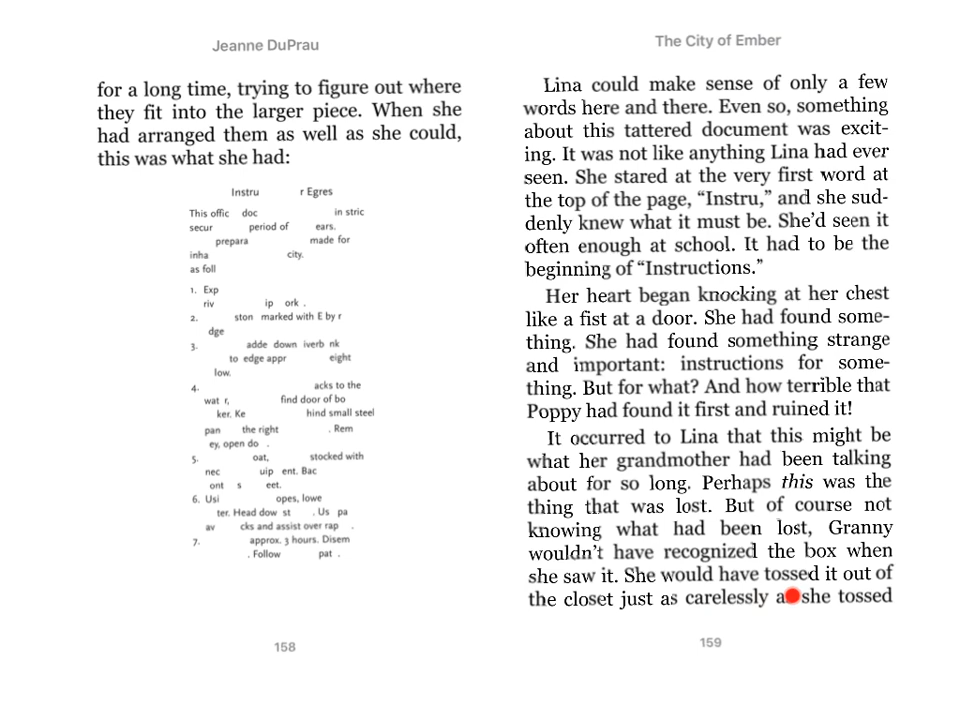 Jeanne DuPrau
for a long time, trying to figure out where
they fit into the larger piece. When she
had arranged them as well as she could,
this was what she had:
Instru r Egres
This offic doc in stric
secur period of ears.
prepara made for
inha city.
as foll
1. Exp
riv ip ork .
2. ston marked with E by r
dge
3. adde down iverb nk
to edge appr eight
low.
4. acks to the
wat r, find door of bo
ker. Ke hind small steel
pan the right . Rem
ey, open do .
5. oat, stocked with
nec uip ent. Bac
ont s eet.
6. Usi opes, lowe
ter. Head dow st . Us pa
av cks and assist over rap .
7. approx. 3 hours. Disem
. Follow pat .
158
The City of Ember
Lina could make sense of only a few
words here and there. Even so, something
about this tattered document was excit-
ing. It was not like anything Lina had ever
seen. She stared at the very first word at
the top of the page, “Instru,” and she sud-
denly knew what it must be. She’d seen it
often enough at school. It had to be the
beginning of “Instructions.”
Her heart began knocking at her chest
like a fist at a door. She had found some-
thing. She had found something strange
and important: instructions for some-
thing. But for what? And how terrible that
Poppy had found it first and ruined it!
It occurred to Lina that this might be
what her grandmother had been talking
about for so long. Perhaps this was the
thing that was lost. But of course not
knowing what had been lost, Granny
wouldn’t have recognized the box when
she saw it. She would have tossed it out of
the closet just as carelessly as she tossed
159